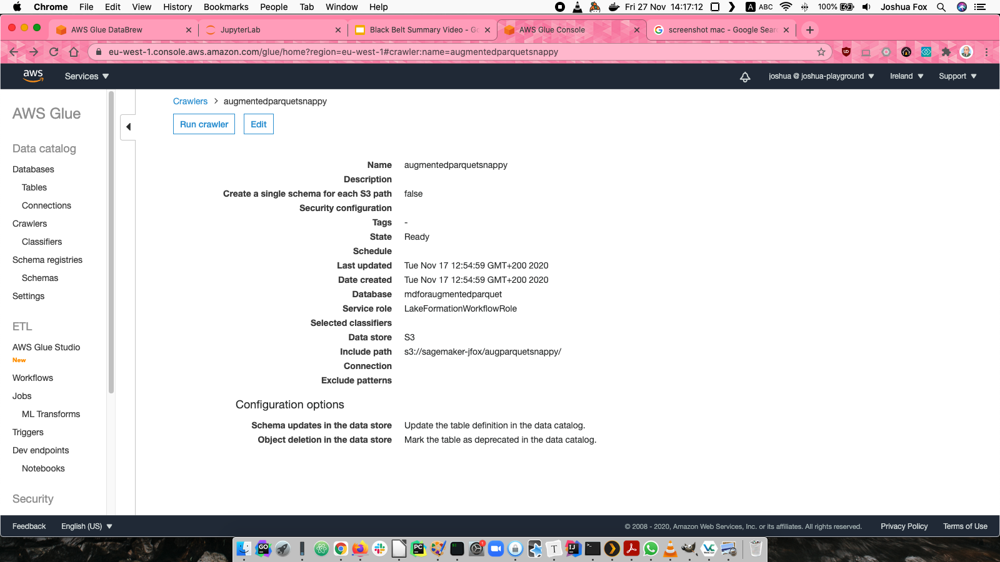 Chrome File Edit View History Bookmarks People Tab Window Help A ABC 100% Fri 27 Nov 14:17:12 Joshua Fox
AWS Glue DataBrew
JupyterLab
Black Belt Summary Video - Go
AWS Glue Console
screenshot mac - Google Sear
eu-west-1.console.aws.amazon.com/glue/home?region=eu-west-1#crawler:name=augmentedparquetsnappy
aws Services joshua @ joshua-playground Ireland Support
AWS Glue
Data catalog
Databases
Tables
Connections
Crawlers
Classifiers
Schema registries
Schemas
Settings
ETL
AWS Glue Studio
New
Workflows
Jobs
ML Transforms
Triggers
Dev endpoints
Notebooks
Security
Crawlers > augmentedparquetsnappy
Run crawler Edit
Name augmentedparquetsnappy
Description
Create a single schema for each S3 path false
Security configuration
Tags -
State Ready
Schedule
Last updated Tue Nov 17 12:54:59 GMT+200 2020
Date created Tue Nov 17 12:54:59 GMT+200 2020
Database mdforaugmentedparquet
Service role LakeFormationWorkflowRole
Selected classifiers
Data store S3
Include path s3://sagemaker-jfox/augparquetsnappy/
Connection
Exclude patterns
Configuration options
Schema updates in the data store Update the table definition in the data catalog.
Object deletion in the data store Mark the table as deprecated in the data catalog.
Feedback English (US) © 2008 - 2020, Amazon Web Services, Inc. or its affiliates. All rights reserved. Privacy Policy Terms of Use
GO PC T IJ VC